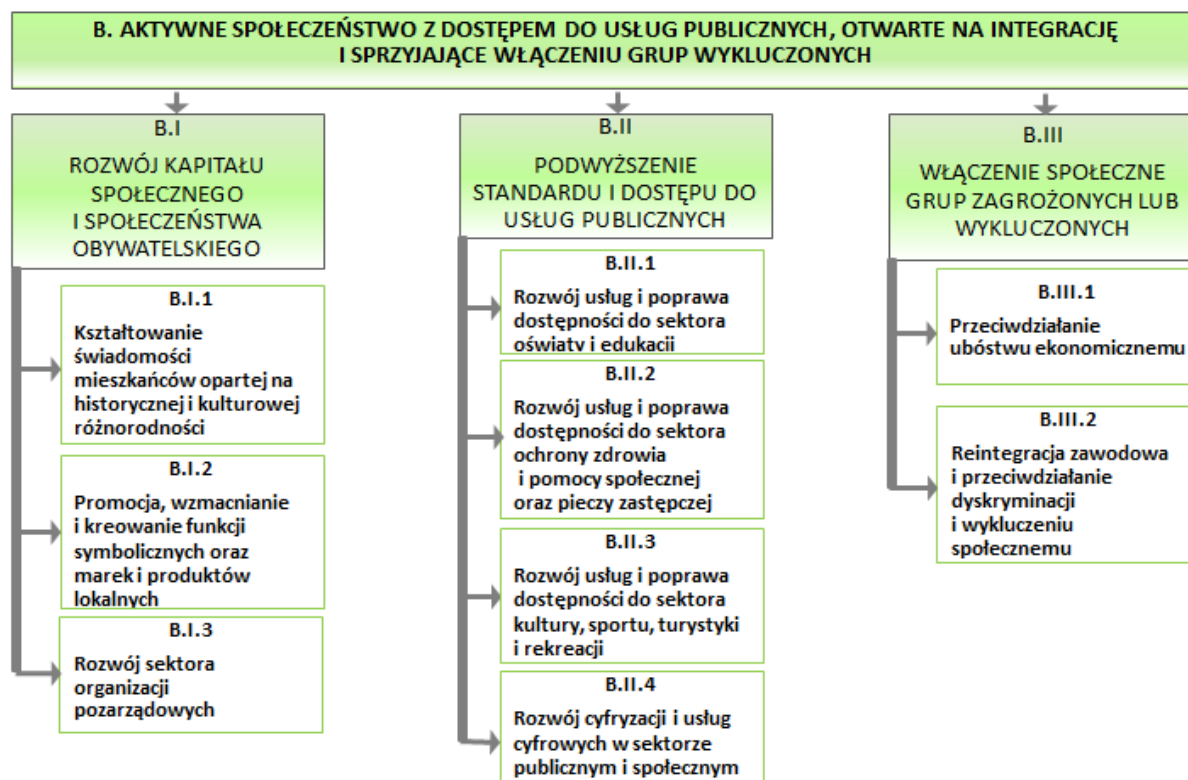 B. AKTYWNE SPOŁECZEŃSTWO Z DOSTĘPEM DO USŁUG PUBLICZNYCH, OTWARTE NA INTEGRACJĘ
I SPRZYJAJĄCE WŁĄCZENIU GRUP WYKLUCZONYCH
B.I
ROZWÓJ KAPITAŁU
SPOŁECZNEGO
I SPOŁECZEŃSTWA
OBYWATELSKIEGO
B.I.1
Kształtowanie
świadomości
mieszkańców opartej na
historycznej i kulturowej
różnorodności
B.I.2
Promocja, wzmacnianie
i kreowanie funkcji
symbolicznych oraz
marek i produktów
lokalnych
B.I.3
Rozwój sektora
organizacji
pozarządowych
B.II
PODWYŻSZENIE
STANDARDU I DOSTĘPU DO
USŁUG PUBLICZNYCH
B.II.1
Rozwój usług i poprawa
dostępności do sektora
oświaty i edukacji
B.II.2
Rozwój usług i poprawa
dostępności do sektora
ochrony zdrowia
i pomocy społecznej
oraz pieczy zastępczej
B.II.3
Rozwój usług i poprawa
dostępności do sektora
kultury, sportu, turystyki
i rekreacji
B.II.4
Rozwój cyfryzacji i usług
cyfrowych w sektorze
publicznym i społecznym
B.III
WŁĄCZENIE SPOŁECZNE
GRUP ZAGROŻONYCH LUB
WYKLUCZONYCH
B.III.1
Przeciwdziałanie
ubóstwu ekonomicznemu
B.III.2
Reintegracja zawodowa
i przeciwdziałanie
dyskryminacji
i wykluczeniu
społecznemu